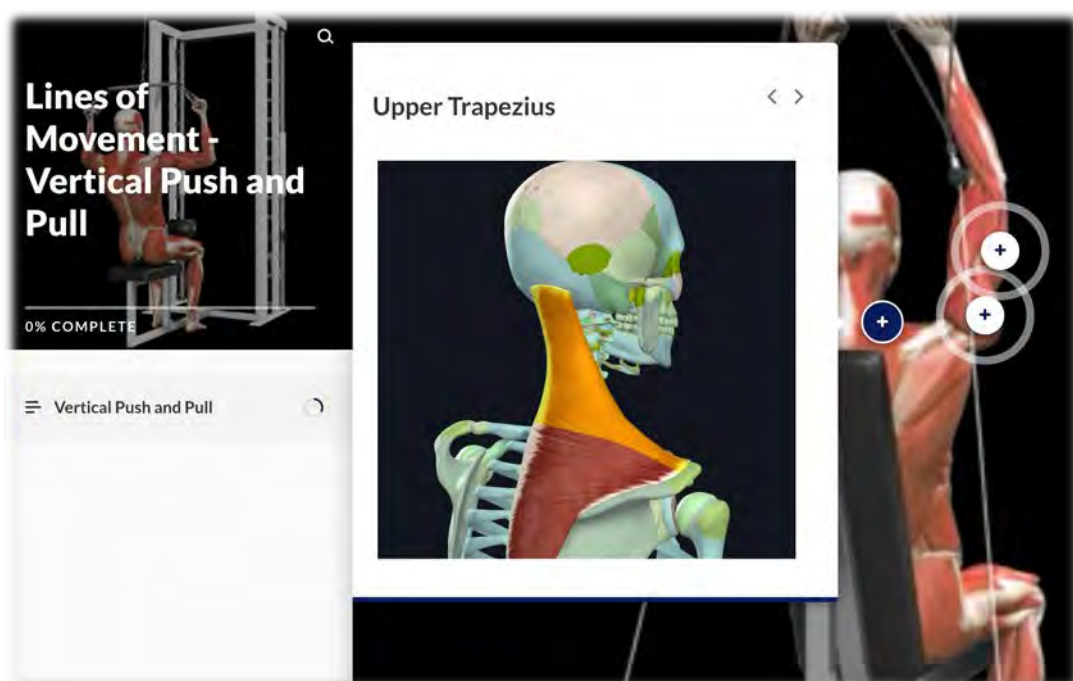 Lines of
Movement -
Vertical Push and
Pull
0% COMPLETE
Vertical Push and Pull
Upper Trapezius